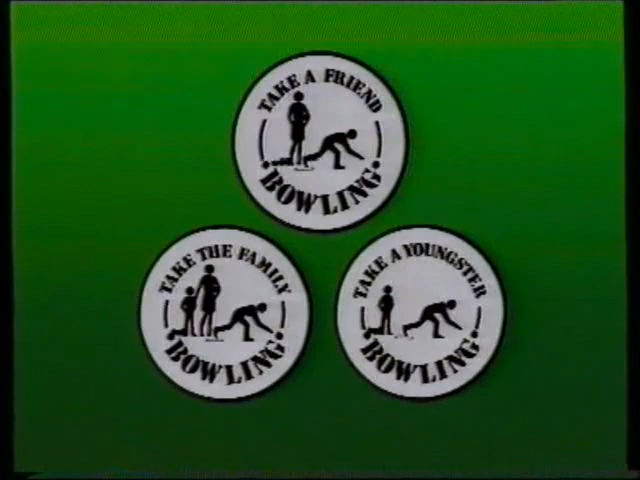 TAKE A FRIEND
BOWLING
TAKE THE FAMILY
BOWLING
TAKE A YOUNGSTER
BOWLING